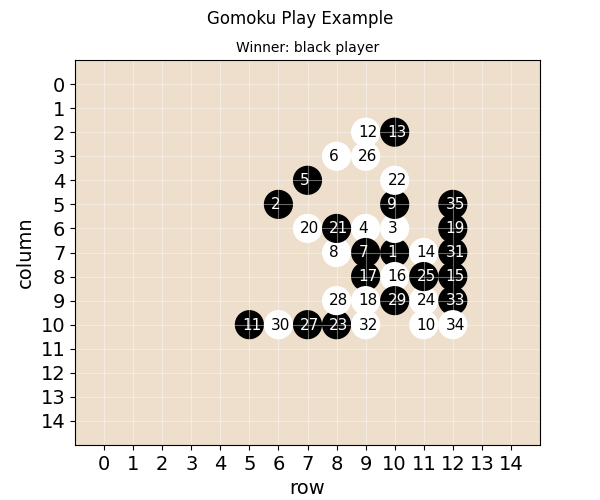 Gomoku Play Example
Winner: black player
0
1
2 12 13
3 6 26
4 5 22
5 2 9 35
6 20 21 4 3 19
7 8 7 1 14 31
8 17 16 25 15
9 28 18 29 24 33
10 11 30 27 23 32 10 34
11
12
13
14
column
0 1 2 3 4 5 6 7 8 9 10 11 12 13 14
row